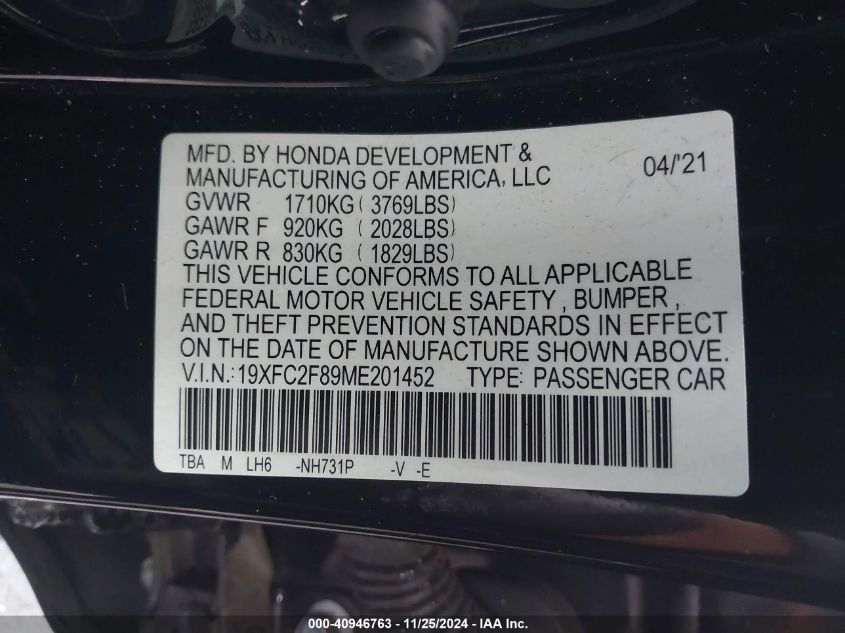 MFD. BY HONDA DEVELOPMENT & 04/'21
MANUFACTURING OF AMERICA, LLC
GVWR 1710KG ( 3769LBS)
GAWR F 920KG ( 2028LBS)
GAWR R 830KG ( 1829LBS)
THIS VEHICLE CONFORMS TO ALL APPLICABLE
FEDERAL MOTOR VEHICLE SAFETY , BUMPER ,
AND THEFT PREVENTION STANDARDS IN EFFECT
ON THE DATE OF MANUFACTURE SHOWN ABOVE.
V.I.N.:19XFC2F89ME201452 TYPE: PASSENGER CAR
TBA M LH6 -NH731P -V -E
000-40946763 - 11/25/2024 - IAA Inc.